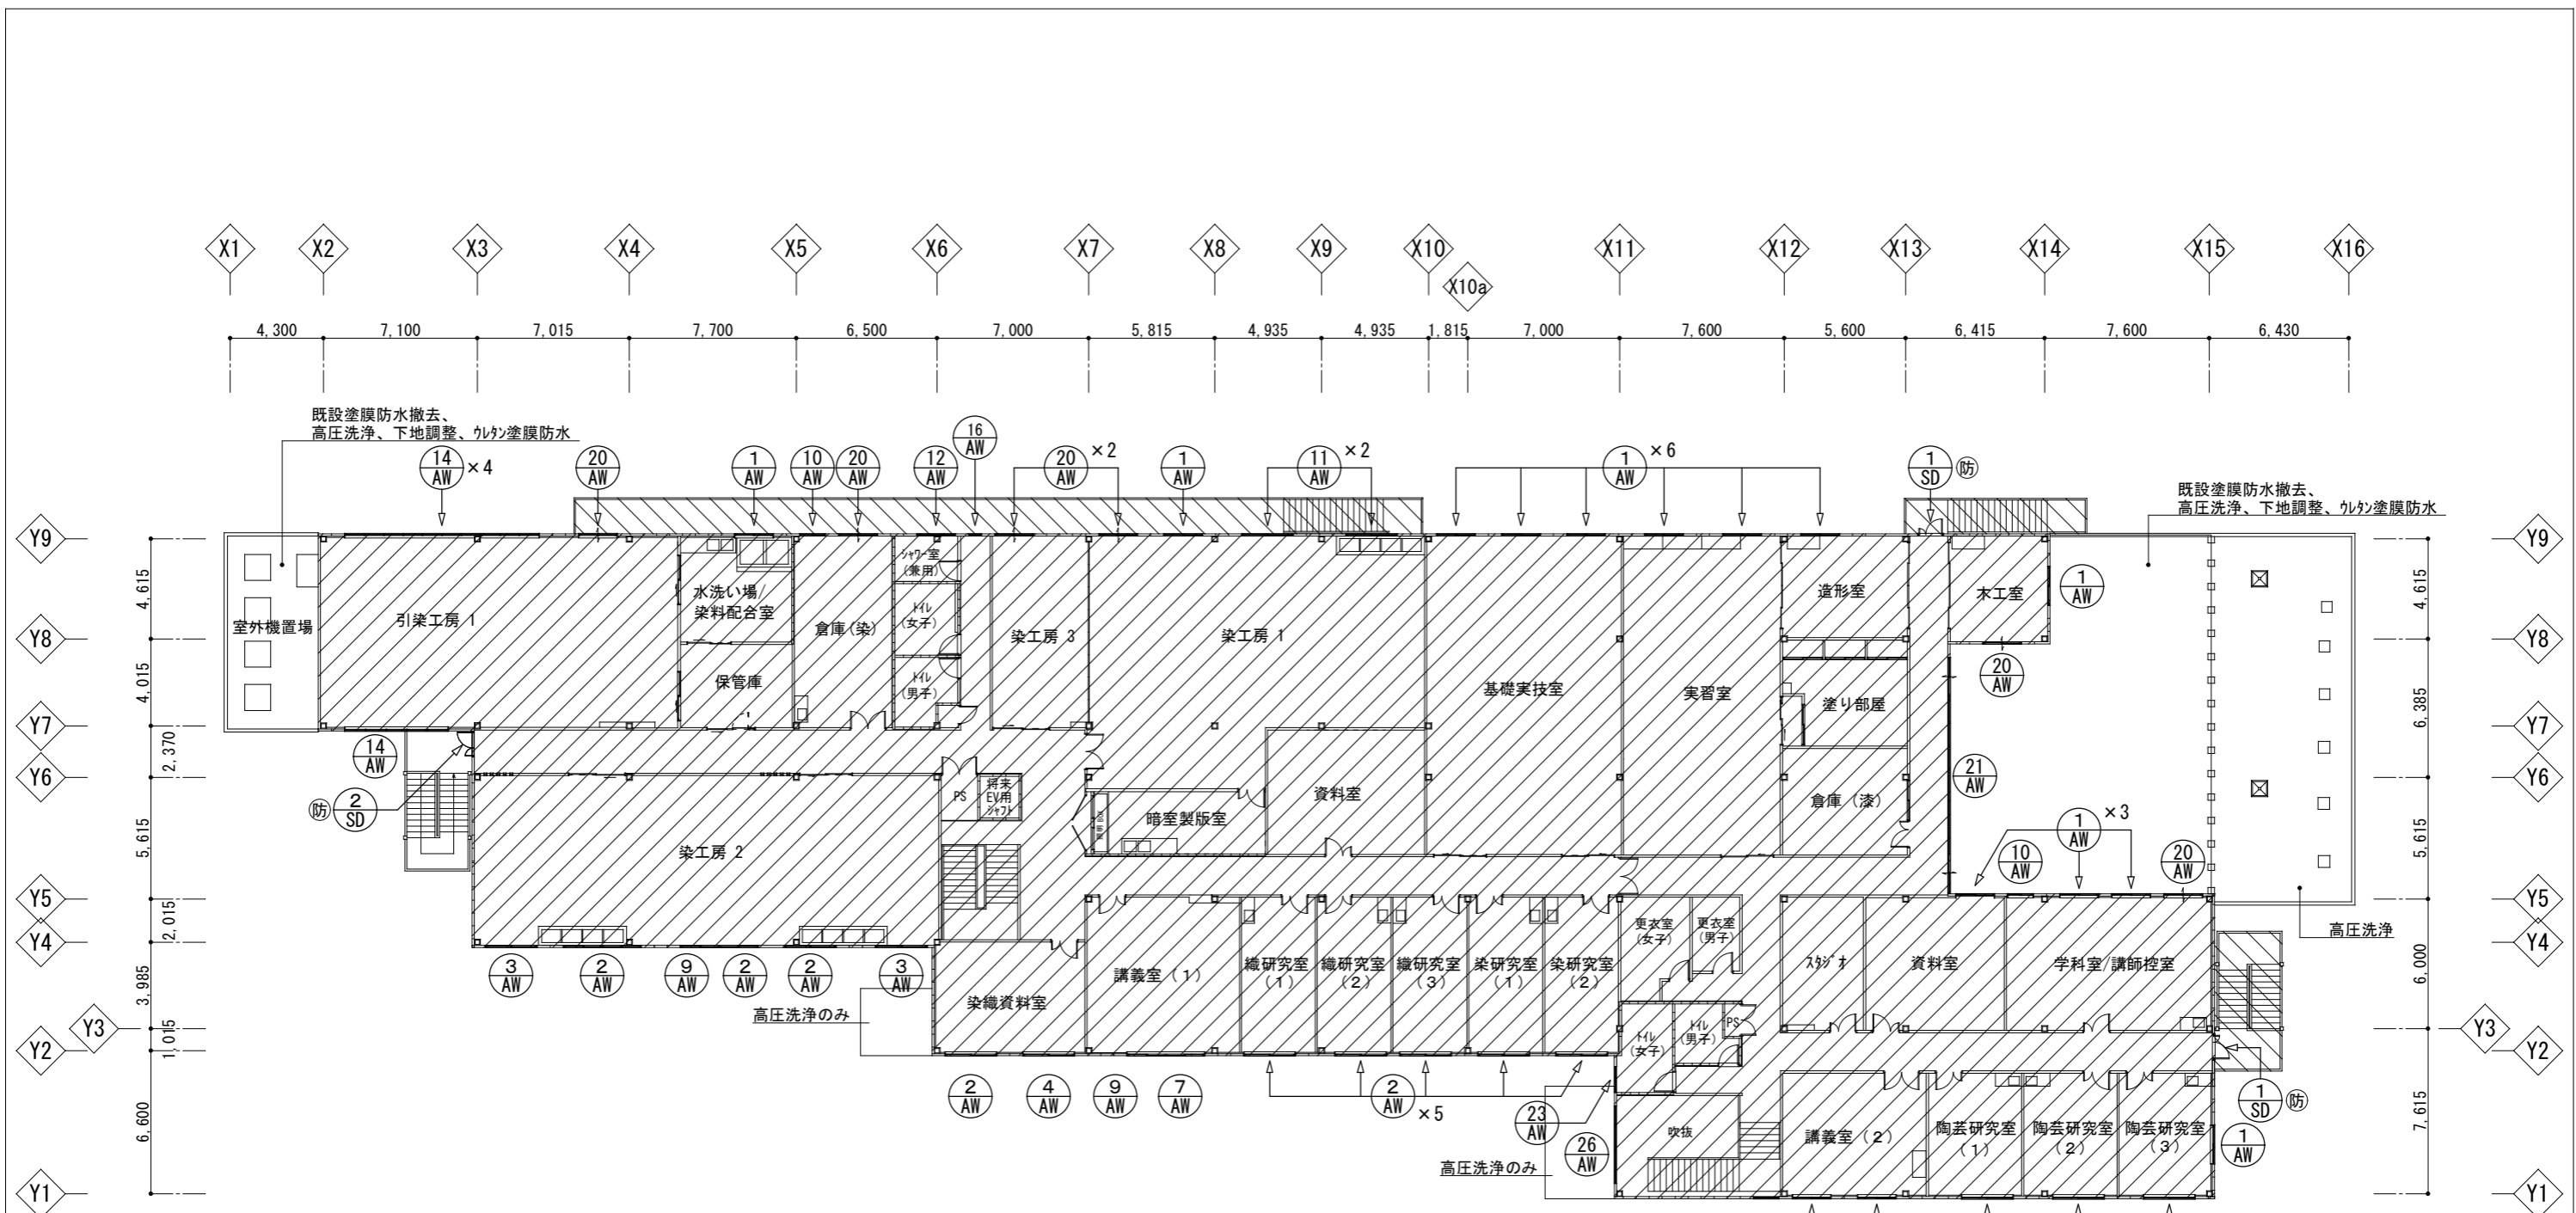 X1 X2 X3 X4 X5 X6 X7 X8 X9 X10 X11 X12 X13 X14 X15 X16
X10a
4,300 7,100 7,015 7,700 6,500 7,000 5,815 4,935 4,935 1,815 7,000 7,600 5,600 6,415 7,600 6,430
既設塗膜防水撤去、
高圧洗浄、下地調整、ウレタン塗膜防水
14
AW
×4
20
AW
1
AW
10
AW
20
AW
12
AW
16
AW
20
AW
×2
1
AW
11
AW
×2
1
AW
×6
1
SD
防
既設塗膜防水撤去、
高圧洗浄、下地調整、ウレタン塗膜防水
Y9
Y8
Y7
Y6
Y5
Y4
Y3
Y2
Y1
4,615
4,015
2,370
5,615
2,015
3,985
1,015
6,600
室外機置場
引染工房 1
水洗い場/
染料配合室
保管庫
倉庫(染)
シャワー室
(兼用)
トイレ
(女子)
トイレ
(男子)
染工房 3
染工房 1
基礎実技室
実習室
造形室
木工室
1
AW
20
AW
塗り部屋
倉庫(漆)
21
AW
14
AW
防
2
SD
染工房 2
PS
将来
EV用
シャフト
暗室製版室
資料室
1
AW
×3
10
AW
20
AW
高圧洗浄
3
AW
2
AW
9
AW
2
AW
2
AW
3
AW
高圧洗浄のみ
染織資料室
講義室(1)
織研究室
(1)
織研究室
(2)
織研究室
(3)
染研究室
(1)
染研究室
(2)
更衣室
(女子)
更衣室
(男子)
トイレ
(女子)
トイレ
(男子)
PS
スタジオ
資料室
学科室/講師控室
2
AW
4
AW
9
AW
7
AW
2
AW
×5
23
AW
26
AW
高圧洗浄のみ
吹抜
講義室(2)
陶芸研究室
(1)
陶芸研究室
(2)
陶芸研究室
(3)
1
SD
防
1
AW
Y9
Y8
Y7
Y6
Y5
Y4
Y3
Y2
Y1
4,615
6,385
5,615
6,000
7,615